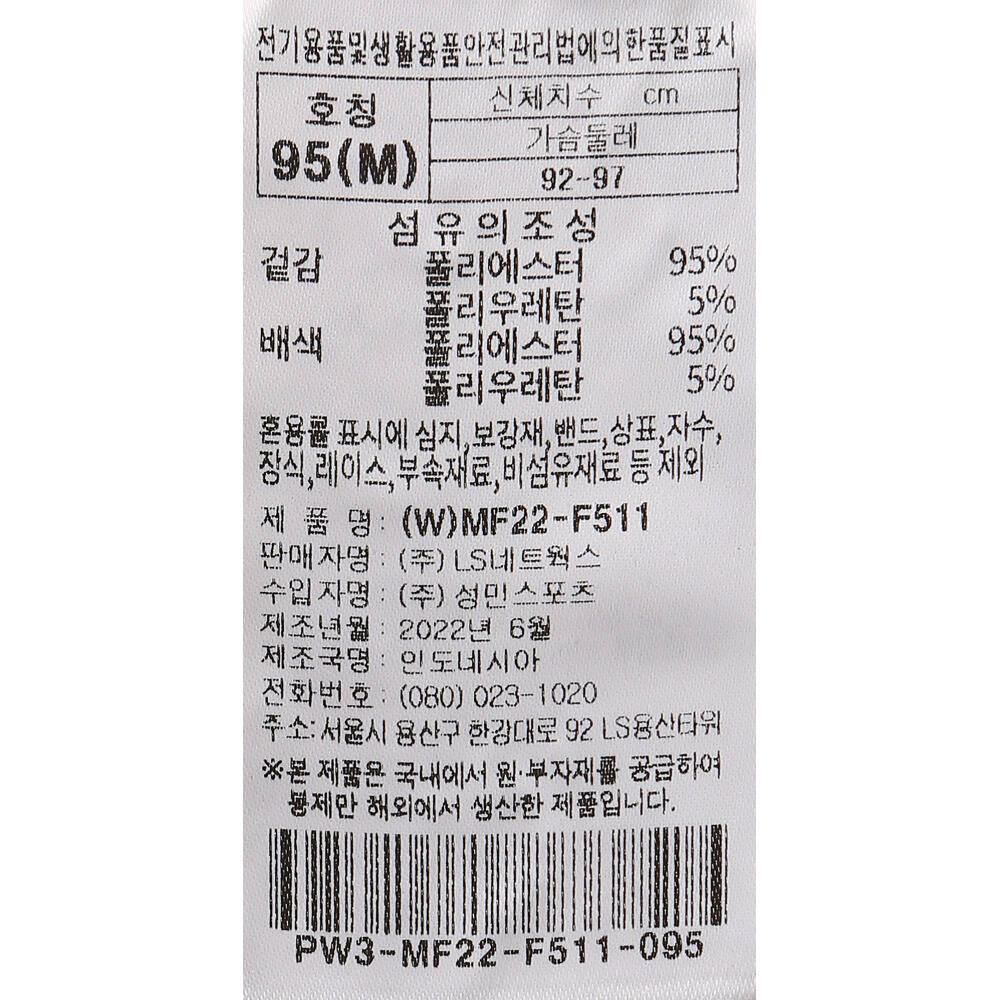 전기용품및생활용품안전관리법에의한품질표시
호칭
95(M)
신체치수 cm
가슴둘레
92-97
섬유의조성
겉감 폴리에스터 95%
폴리우레탄 5%
배색 폴리에스터 95%
폴리우레탄 5%
혼용률 표시에 심지,보강재,밴드,상표,자수,
장식,레이스,부속재료,비섬유재료 등 제외
제 품 명 : (W)MF22-F511
판매자명 : (주) LS네트웍스
수입자명 : (주) 성민스포츠
제조년월 : 2022년 6월
제조국명 : 인도네시아
전화번호 : (080) 023-1020
주소: 서울시 용산구 한강대로 92 LS용산타워
※본 제품은 국내에서 원·부자재를 공급하여
봉제만 해외에서 생산한 제품입니다.
PW3-MF22-F511-095